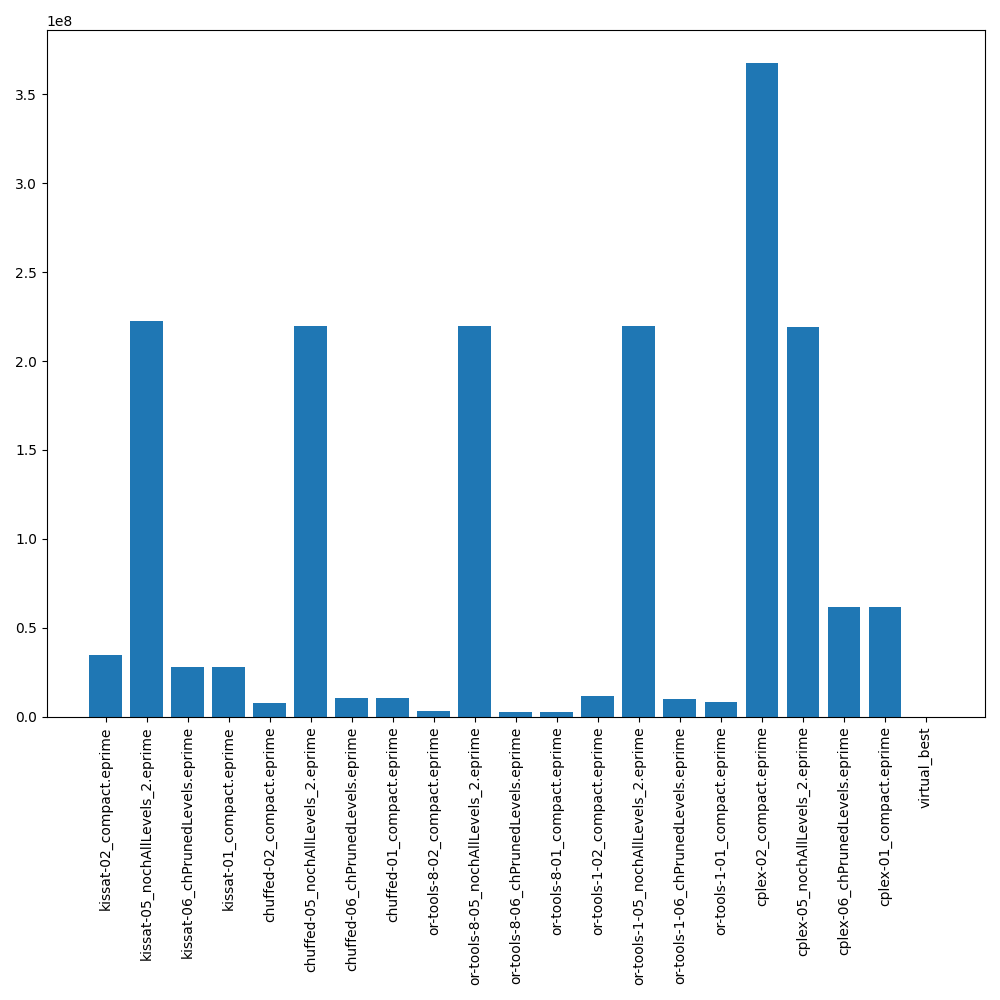 1e8
3.5
3.0
2.5
2.0
1.5
1.0
0.5
0.0
kissat-02_compact.eprime
kissat-05_nochAllLevels_2.eprime
kissat-06_chPrunedLevels.eprime
kissat-01_compact.eprime
chuffed-02_compact.eprime
chuffed-05_nochAllLevels_2.eprime
chuffed-06_chPrunedLevels.eprime
chuffed-01_compact.eprime
or-tools-8-02_compact.eprime
or-tools-8-05_nochAllLevels_2.eprime
or-tools-8-06_chPrunedLevels.eprime
or-tools-8-01_compact.eprime
or-tools-1-02_compact.eprime
or-tools-1-05_nochAllLevels_2.eprime
or-tools-1-06_chPrunedLevels.eprime
or-tools-1-01_compact.eprime
cplex-02_compact.eprime
cplex-05_nochAllLevels_2.eprime
cplex-06_chPrunedLevels.eprime
cplex-01_compact.eprime
virtual_best